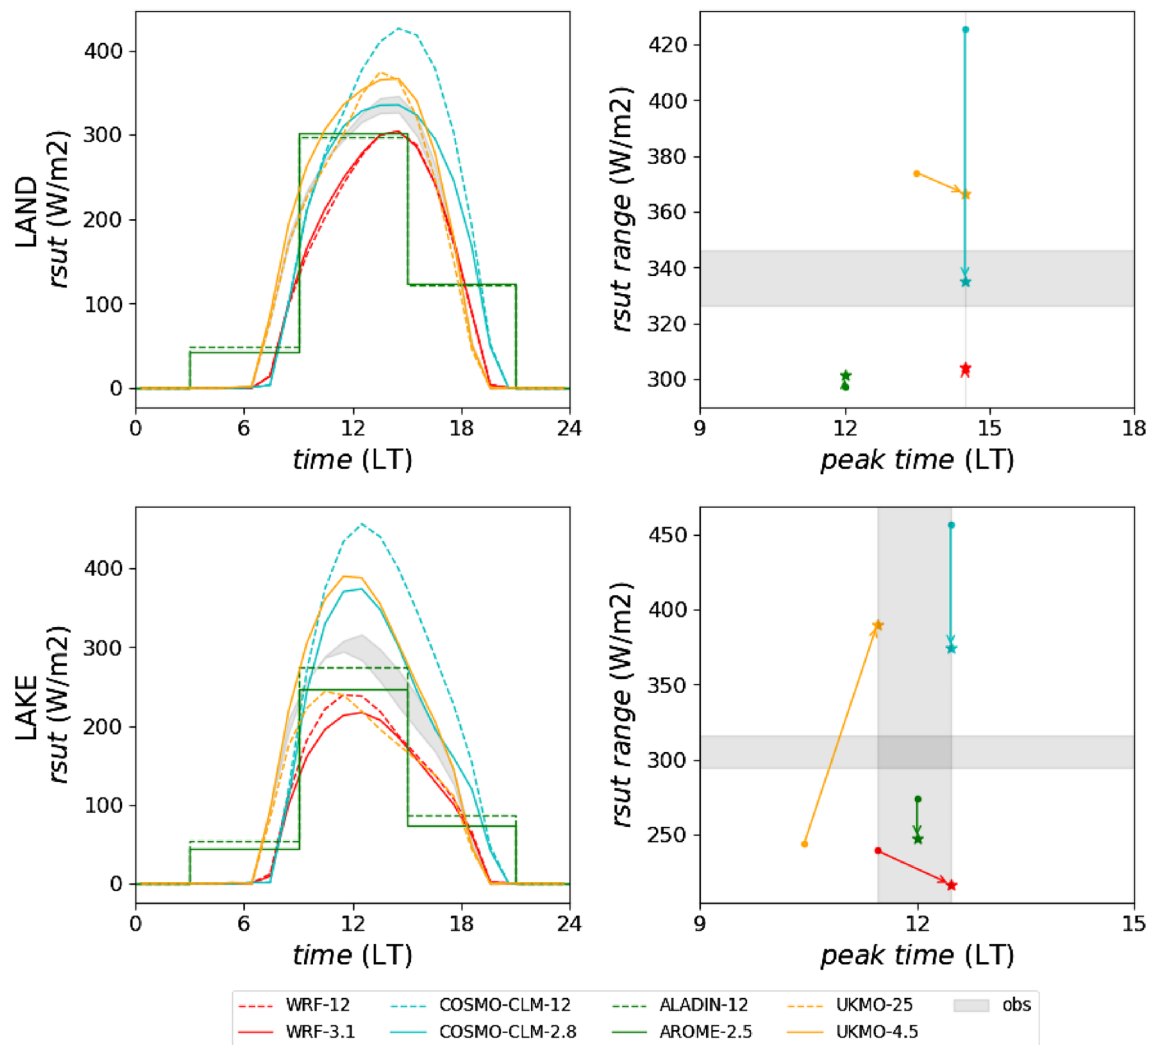 400
300
200
100
0
LAND
rsut (W/m2)
0
6
12
18
24
time (LT)
420
400
380
360
340
320
300
rsut range (W/m2)
9
12
15
18
peak time (LT)
400
300
200
100
0
LAKE
rsut (W/m2)
0
6
12
18
24
time (LT)
450
400
350
300
250
rsut range (W/m2)
9
12
15
peak time (LT)
WRF-12
COSMO-CLM-12
ALADIN-12
UKMO-25
obs
WRF-3.1
COSMO-CLM-2.8
AROME-2.5
UKMO-4.5